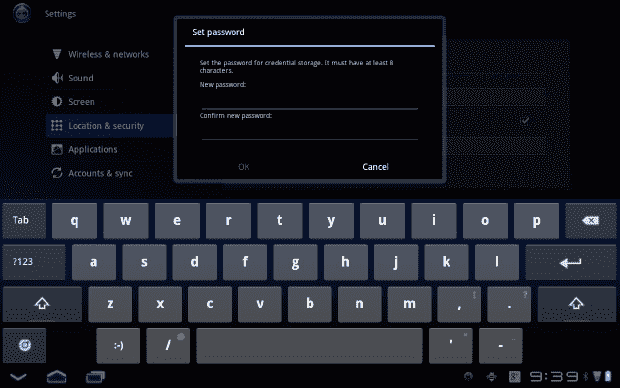 Settings
Wireless & networks
Sound
Screen
Location & security
Applications
Accounts & sync
Set password
Set the password for credential storage. It must have at least 8
characters.
New password:
Confirm new password:
OK
Cancel
Tab q w e r t y u i o p
?123 a s d f g h j k l
z x c v b n m , ! . ?
:-) / ' " - _
9:39